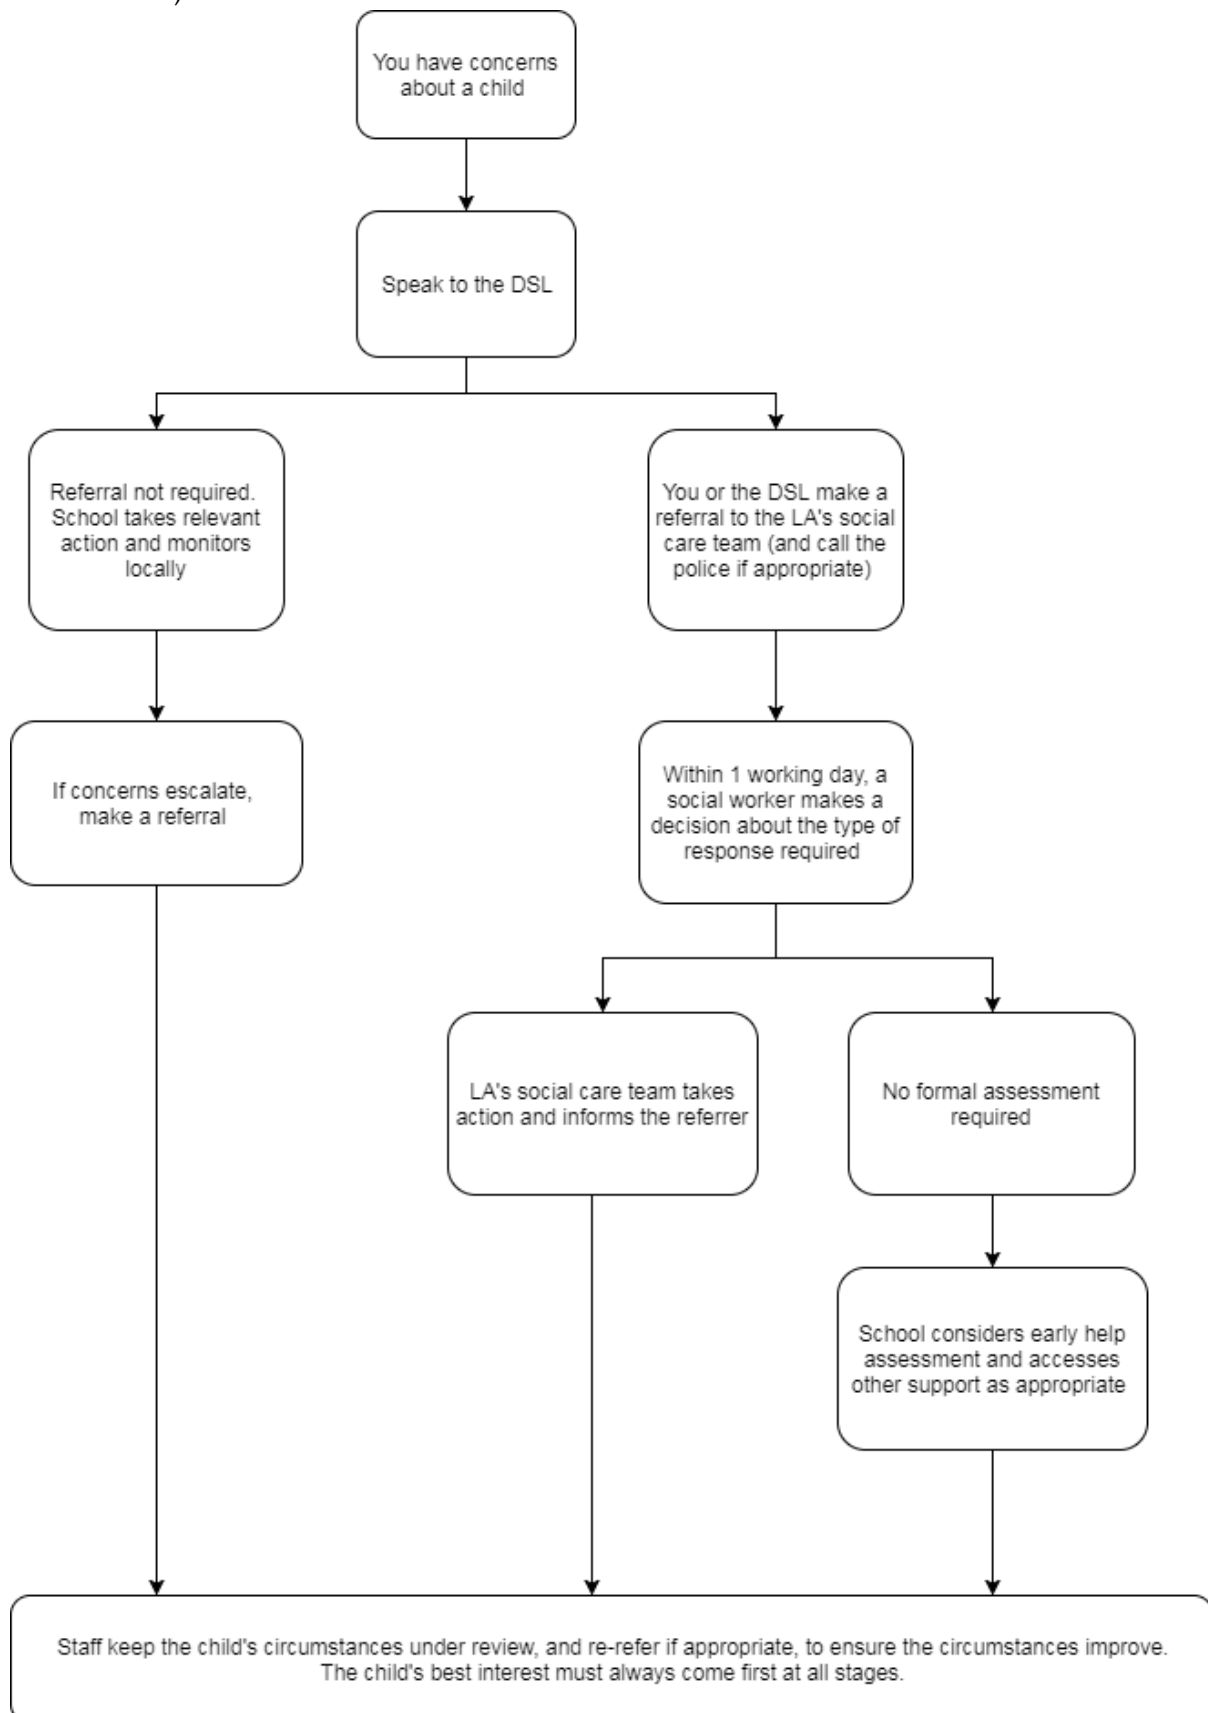 You have concerns
about a child
Speak to the DSL
Referral not required.
School takes relevant
action and monitors
locally
You or the DSL make a
referral to the LA's social
care team (and call the
police if appropriate)
If concerns escalate,
make a referral
Within 1 working day, a
social worker makes a
decision about the type of
response required
LA's social care team takes
action and informs the referrer
No formal assessment
required
School considers early help
assessment and accesses
other support as appropriate
Staff keep the child's circumstances under review, and re-refer if appropriate, to ensure the circumstances improve.
The child's best interest must always come first at all stages.